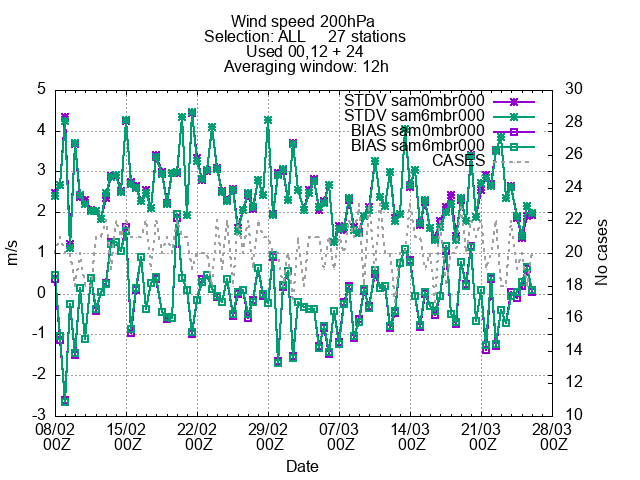 Wind speed 200hPa
Selection: ALL 27 stations
Used 00,12 + 24
Averaging window: 12h
STDV sam0mbr000
STDV sam6mbr000
BIAS sam0mbr000
BIAS sam6mbr000
CASES
5
4
3
2
1
0
-1
-2
-3
m/s
30
28
26
24
22
20
18
16
14
12
10
No cases
08/02 15/02 22/02 29/02 07/03 14/03 21/03 28/03
00Z 00Z 00Z 00Z 00Z 00Z 00Z 00Z
Date